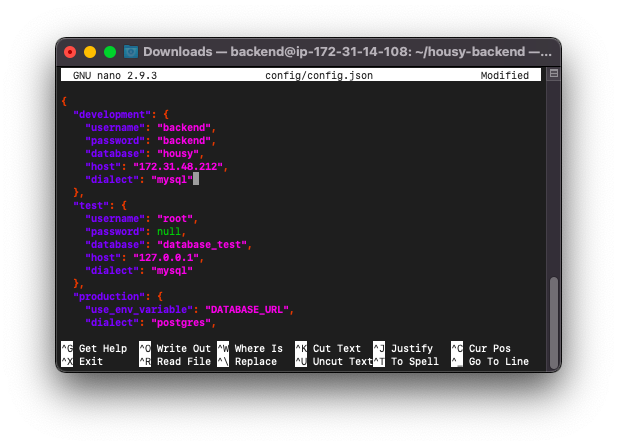 Downloads — backend@ip-172-31-14-108: ~/housy-backend —...
GNU nano 2.9.3 config/config.json Modified
{
"development": {
"username": "backend",
"password": "backend",
"database": "housy",
"host": "172.31.48.212",
"dialect": "mysql"
},
"test": {
"username": "root",
"password": null,
"database": "database_test",
"host": "127.0.0.1",
"dialect": "mysql"
},
"production": {
"use_env_variable": "DATABASE_URL",
"dialect": "postgres",
^G Get Help ^O Write Out ^W Where Is ^K Cut Text ^J Justify ^C Cur Pos
^X Exit ^R Read File ^\ Replace ^U Uncut Text ^T To Spell ^_ Go To Line